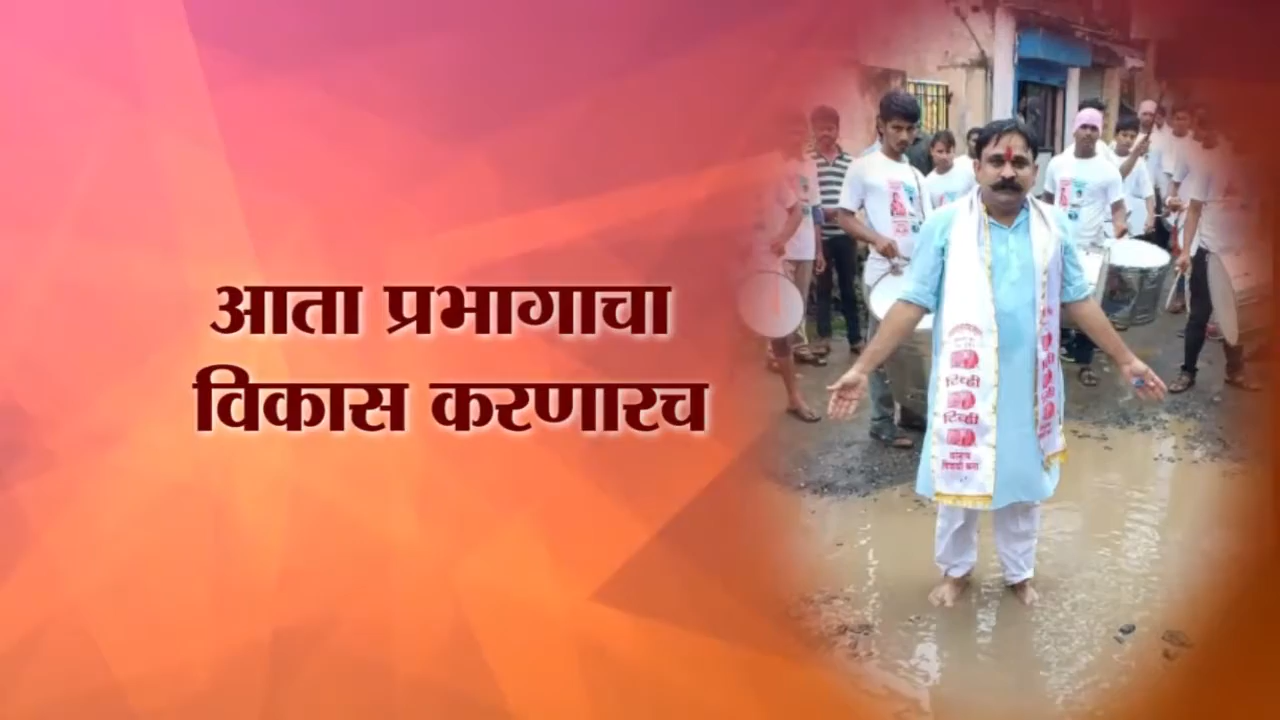 आता प्रभागाचा
विकास करणारच
टिव्ही
टिव्ही